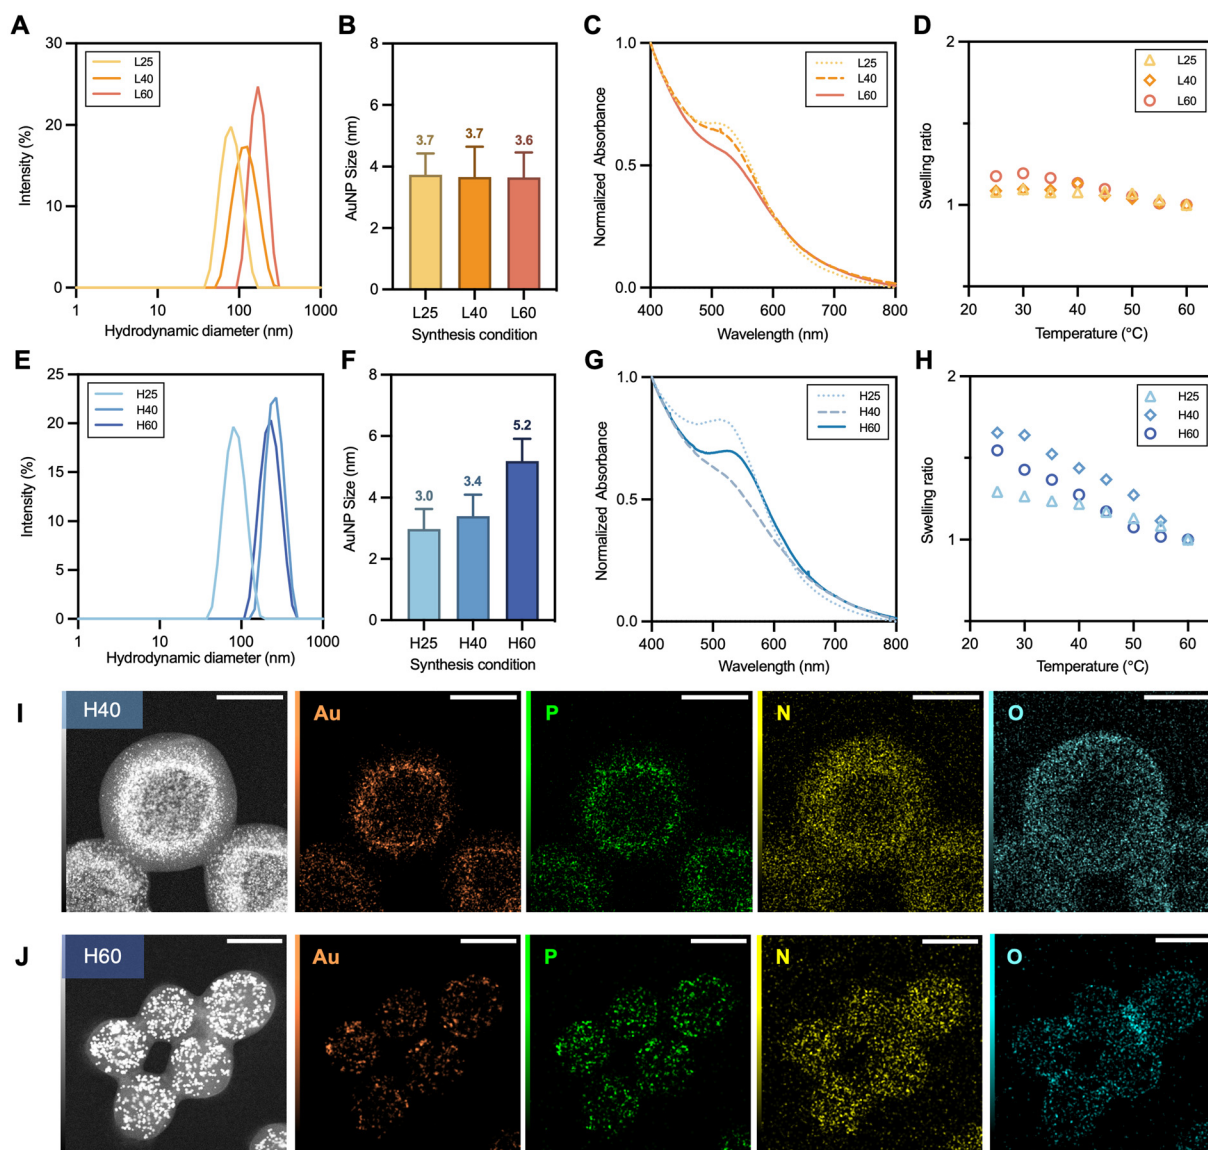 A
Intensity (%)
30
20
10
0
1
10
100
1000
Hydrodynamic diameter (nm)
L25
L40
L60
B
AuNP Size (nm)
8
6
4
2
0
3.7
3.7
3.6
L25
L40
L60
Synthesis condition
C
Normalized Absorbance
1.0
0.5
0.0
400
500
600
700
800
Wavelength (nm)
L25
L40
L60
D
Swelling ratio
2
1
20
30
40
50
60
Temperature (°C)
L25
L40
L60
E
Intensity (%)
25
20
15
10
5
0
1
10
100
1000
Hydrodynamic diameter (nm)
H25
H40
H60
F
AuNP Size (nm)
8
6
4
2
0
3.0
3.4
5.2
H25
H40
H60
Synthesis condition
G
Normalized Absorbance
1.0
0.5
0.0
400
500
600
700
800
Wavelength (nm)
H25
H40
H60
H
Swelling ratio
2
1
20
30
40
50
60
Temperature (°C)
H25
H40
H60
I
H40
Au
P
N
O
J
H60
Au
P
N
O